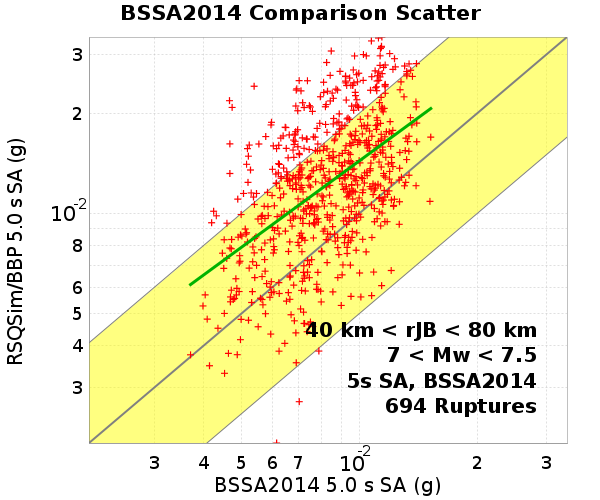 BSSA2014 Comparison Scatter
RSQSim/BBP 5.0 s SA (g)
3
2
10-2
8
6
5
4
3
40 km < rJB < 80 km
7 < Mw < 7.5
5s SA, BSSA2014
694 Ruptures
3 4 5 6 7 10-2 2 3
BSSA2014 5.0 s SA (g)